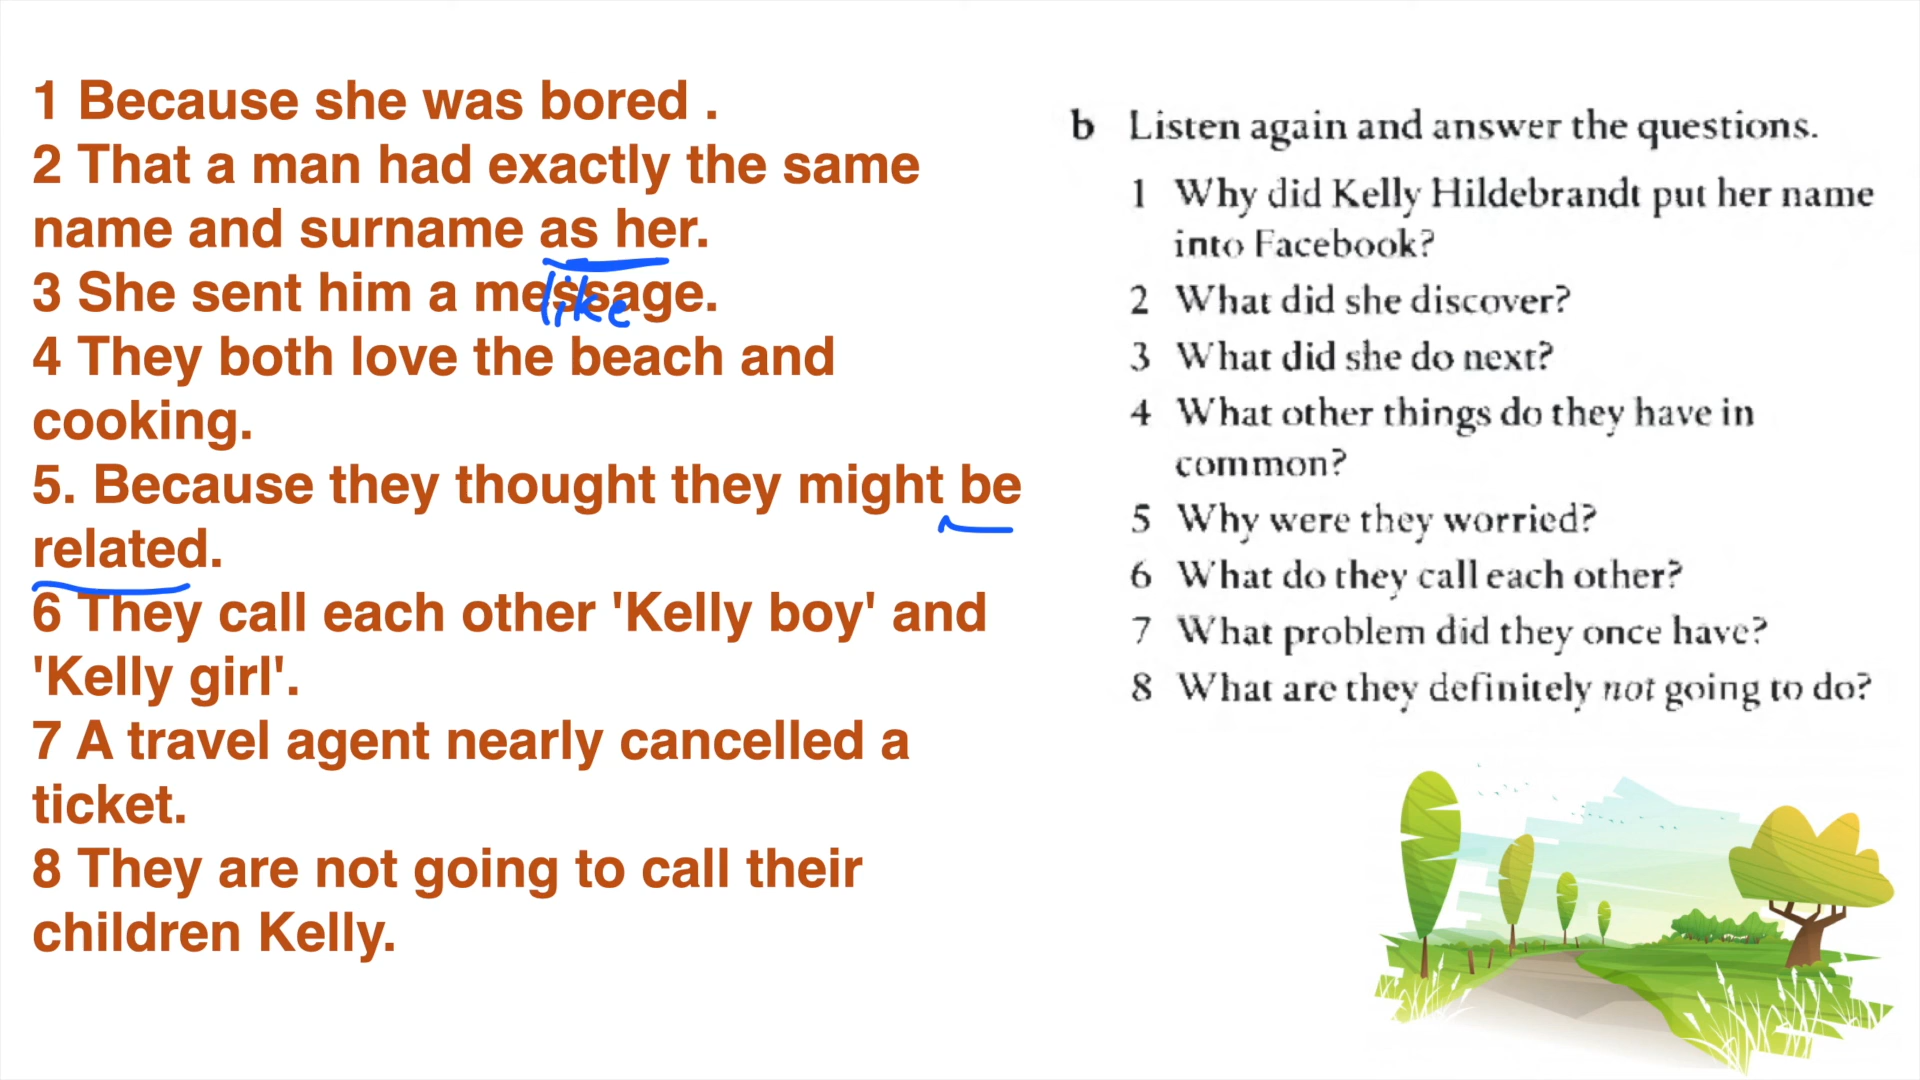 1 Because she was bored .
2 That a man had exactly the same
name and surname as her.
3 She sent him a message.
like
4 They both love the beach and
cooking.
5. Because they thought they might be
related.
6 They call each other 'Kelly boy' and
'Kelly girl'.
7 A travel agent nearly cancelled a
ticket.
8 They are not going to call their
children Kelly.
b Listen again and answer the questions.
1 Why did Kelly Hildebrandt put her name
into Facebook?
2 What did she discover?
3 What did she do next?
4 What other things do they have in
common?
5 Why were they worried?
6 What do they call each other?
7 What problem did they once have?
8 What are they definitely not going to do?